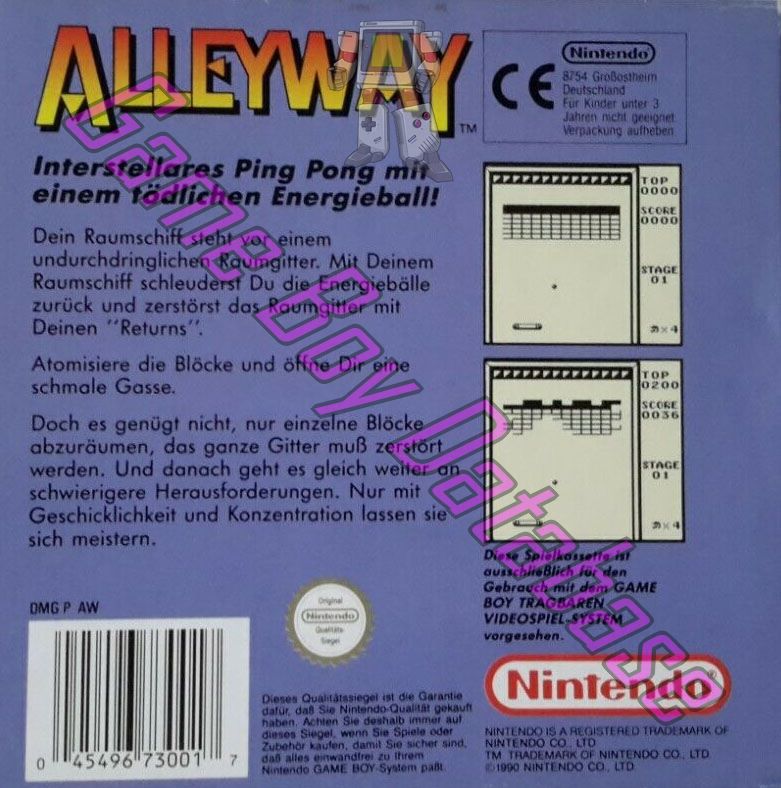 ALLEYWAY
TM
Interstellares Ping Pong mit
einem tödlichen Energieball!
Dein Raumschiff steht vor einem
undurchdringlichen Raumgitter. Mit Deinem
Raumschiff schleuderst Du die Energiebälle
zurück und zerstörst das Raumgitter mit
Deinen "Returns".
Atomisiere die Blöcke und öffne Dir eine
schmale Gasse.
Doch es genügt nicht, nur einzelne Blöcke
abzuräumen, das ganze Gitter muß zerstört
werden. Und danach geht es gleich weiter an
schwierigere Herausforderungen. Nur mit
Geschicklichkeit und Konzentration lassen sie
sich meistern.
CE
Nintendo
8754 Großostheim
Deutschland
Für Kinder unter 3
Jahren nicht geeignet
Verpackung aufheben
TOP
0000
SCORE
0000
STAGE
01
×4
TOP
0200
SCORE
0036
STAGE
01
×4
Diese Spielkassette ist
ausschließlich für den
Gebrauch mit dem GAME
BOY TRAGBAREN
VIDEOSPIEL-SYSTEM
vorgesehen.
DMG P AW
0 45496 73001 7
Original
Nintendo
Qualitäts-
Siegel
Dieses Qualitätssiegel ist die Garantie
dafür, daß Sie Nintendo-Qualität gekauft
haben. Achten Sie deshalb immer auf
dieses Siegel, wenn Sie Spiele oder
Zubehör kaufen, damit Sie sicher sind,
daß alles einwandfrei zu Ihrem
Nintendo GAME BOY-System paßt.
Nintendo®
NINTENDO IS A REGISTERED TRADEMARK OF
NINTENDO CO., LTD
TM TRADEMARK OF NINTENDO CO., LTD.
©1990 NINTENDO CO., LTD.
Game Boy Database